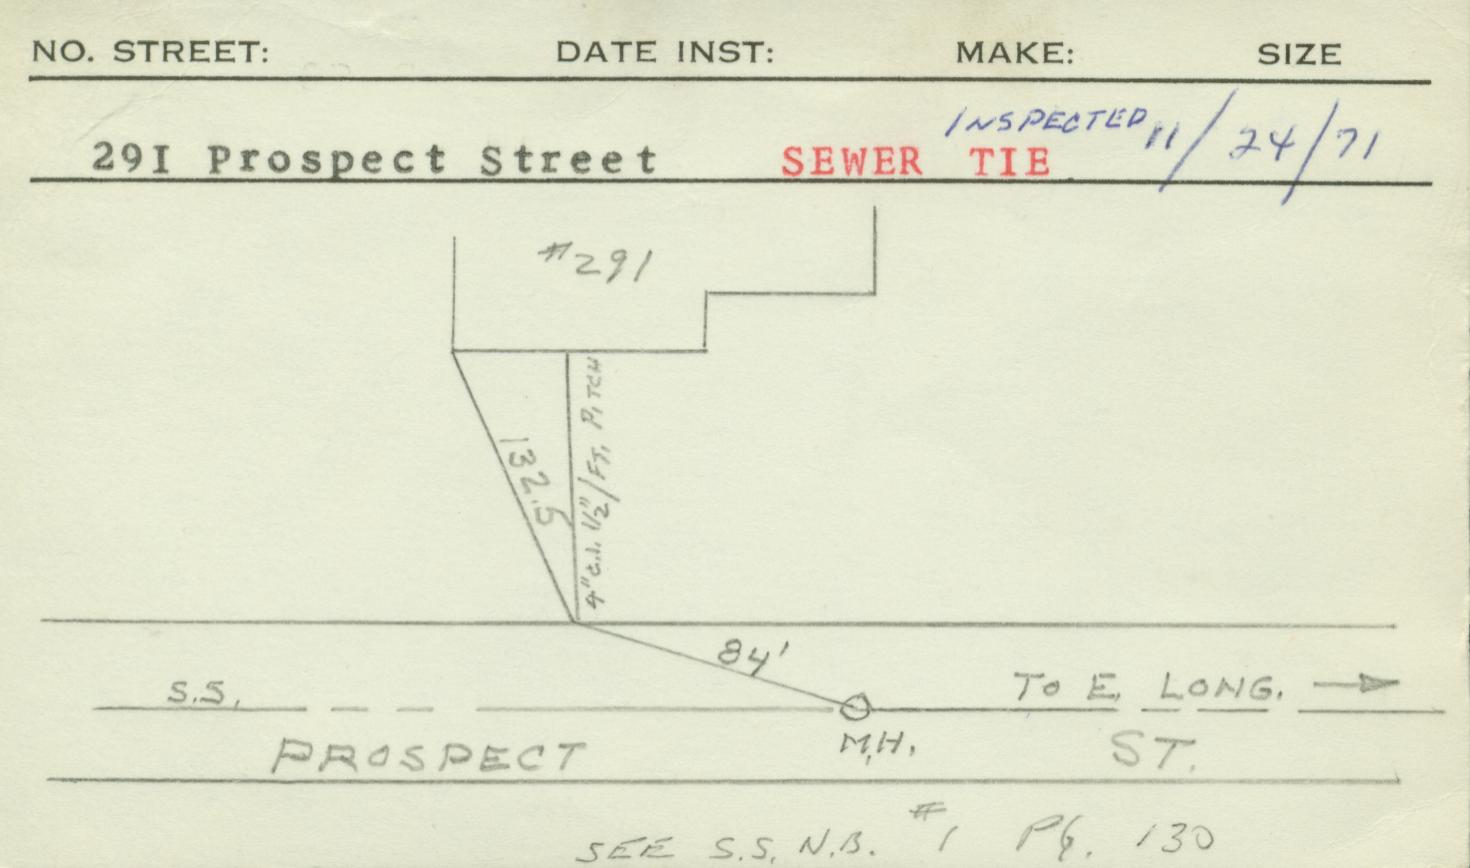 NO. STREET: DATE INST: MAKE: SIZE
INSPECTED 11/24/71
291 Prospect Street SEWER TIE
#291
132.5
4" C.I. 1/2"/FT. PITCH
84'
S.S. TO E. LONG.
M.H.
PROSPECT ST.
SEE S.S. N.B. #1 PG. 130